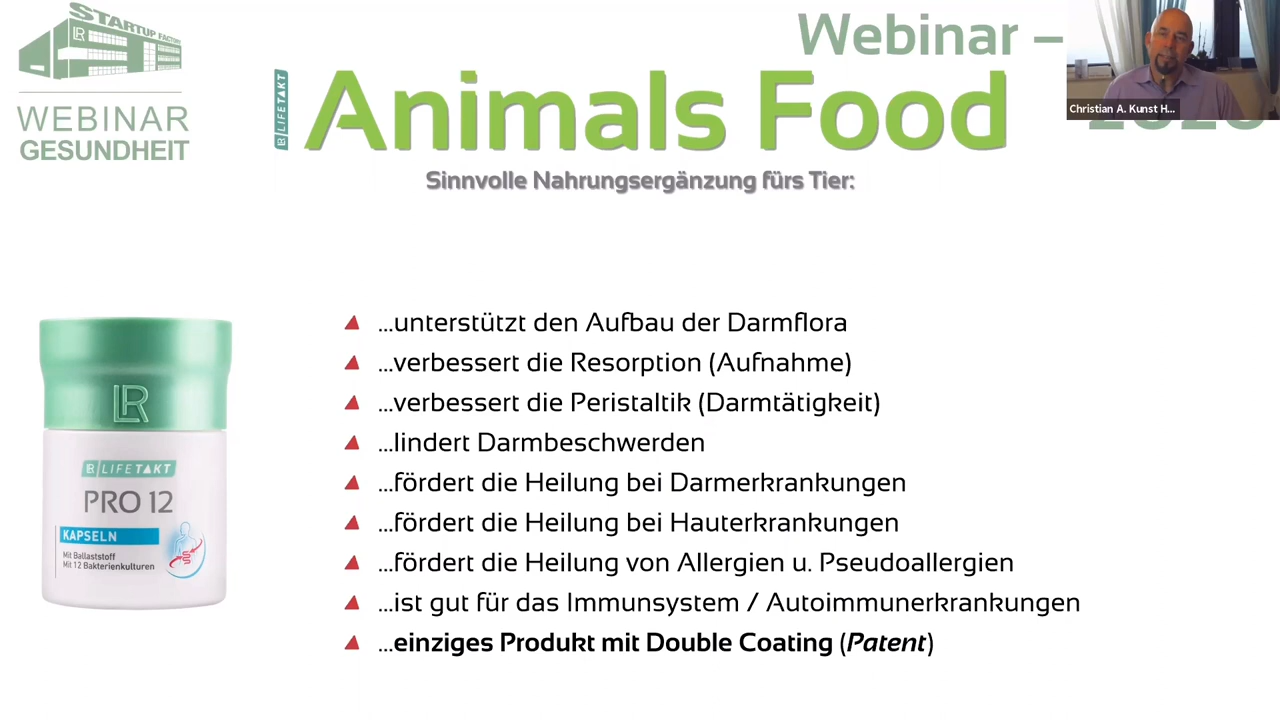 STARTUP FACTORY
LR
WEBINAR
GESUNDHEIT
Webinar –
LR LIFETAKT
Animals Food
Christian A. Kunst H...
Sinnvolle Nahrungsergänzung fürs Tier:
...unterstützt den Aufbau der Darmflora
...verbessert die Resorption (Aufnahme)
...verbessert die Peristaltik (Darmtätigkeit)
...lindert Darmbeschwerden
...fördert die Heilung bei Darmerkrankungen
...fördert die Heilung bei Hauterkrankungen
...fördert die Heilung von Allergien u. Pseudoallergien
...ist gut für das Immunsystem / Autoimmunerkrankungen
...einziges Produkt mit Double Coating (Patent)
LR
LR LIFETAKT
PRO 12
KAPSELN
Mit Ballaststoff
Mit 12 Bakterienkulturen